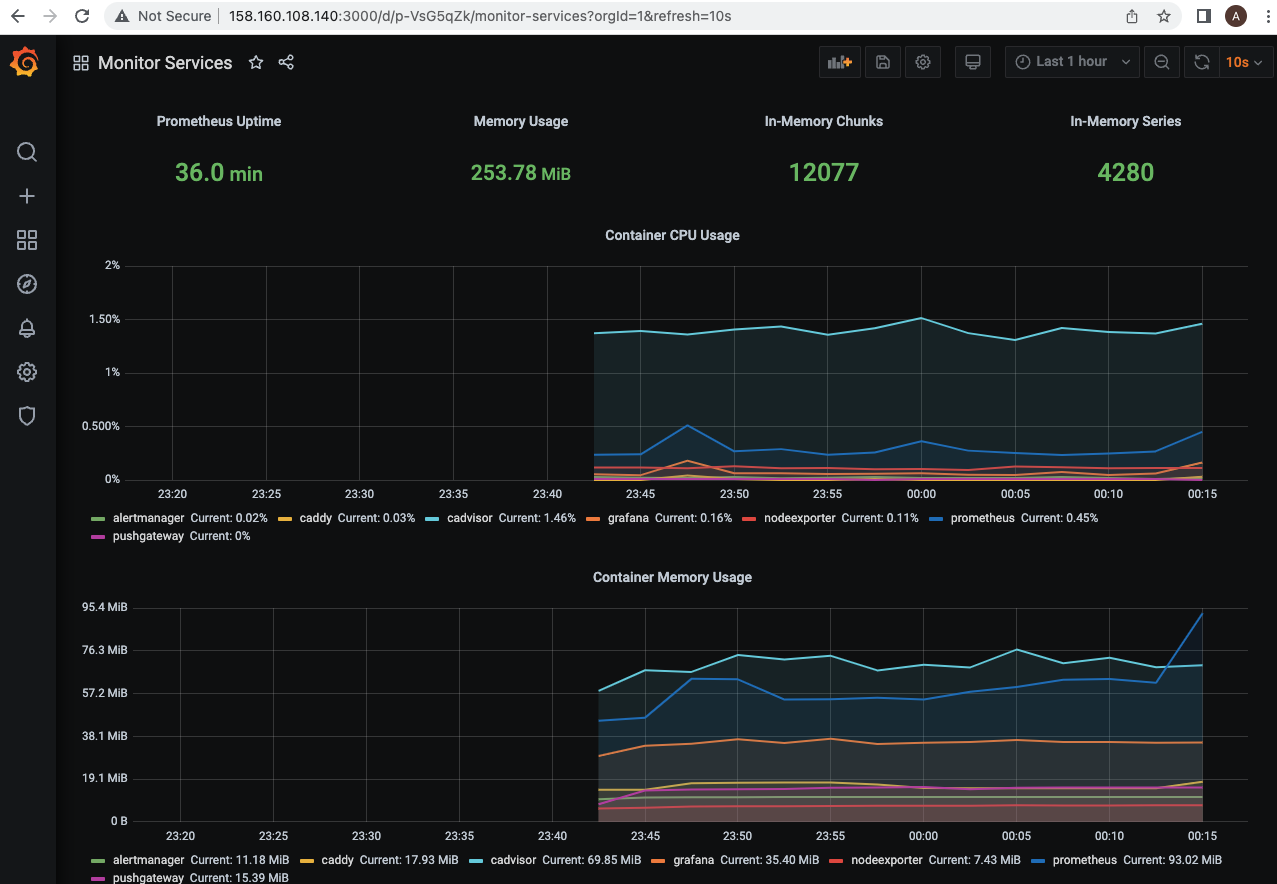 Not Secure 158.160.108.140:3000/d/p-VsG5qZk/monitor-services?orgId=1&refresh=10s A
Monitor Services Last 1 hour 10s
Prometheus Uptime Memory Usage In-Memory Chunks In-Memory Series
36.0 min 253.78 MiB 12077 4280
Container CPU Usage
2%
1.50%
1%
0.500%
0%
23:20 23:25 23:30 23:35 23:40 23:45 23:50 23:55 00:00 00:05 00:10 00:15
alertmanager Current: 0.02% caddy Current: 0.03% cadvisor Current: 1.46% grafana Current: 0.16% nodeexporter Current: 0.11% prometheus Current: 0.45%
pushgateway Current: 0%
Container Memory Usage
95.4 MiB
76.3 MiB
57.2 MiB
38.1 MiB
19.1 MiB
0 B
23:20 23:25 23:30 23:35 23:40 23:45 23:50 23:55 00:00 00:05 00:10 00:15
alertmanager Current: 11.18 MiB caddy Current: 17.93 MiB cadvisor Current: 69.85 MiB grafana Current: 35.40 MiB nodeexporter Current: 7.43 MiB prometheus Current: 93.02 MiB
pushgateway Current: 15.39 MiB